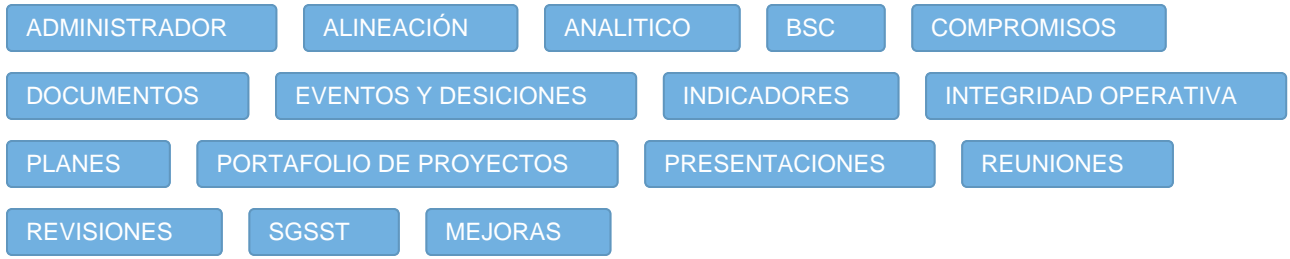 ADMINISTRADOR ALINEACIÓN ANALITICO BSC COMPROMISOS
DOCUMENTOS EVENTOS Y DESICIONES INDICADORES INTEGRIDAD OPERATIVA
PLANES PORTAFOLIO DE PROYECTOS PRESENTACIONES REUNIONES
REVISIONES SGSST MEJORAS